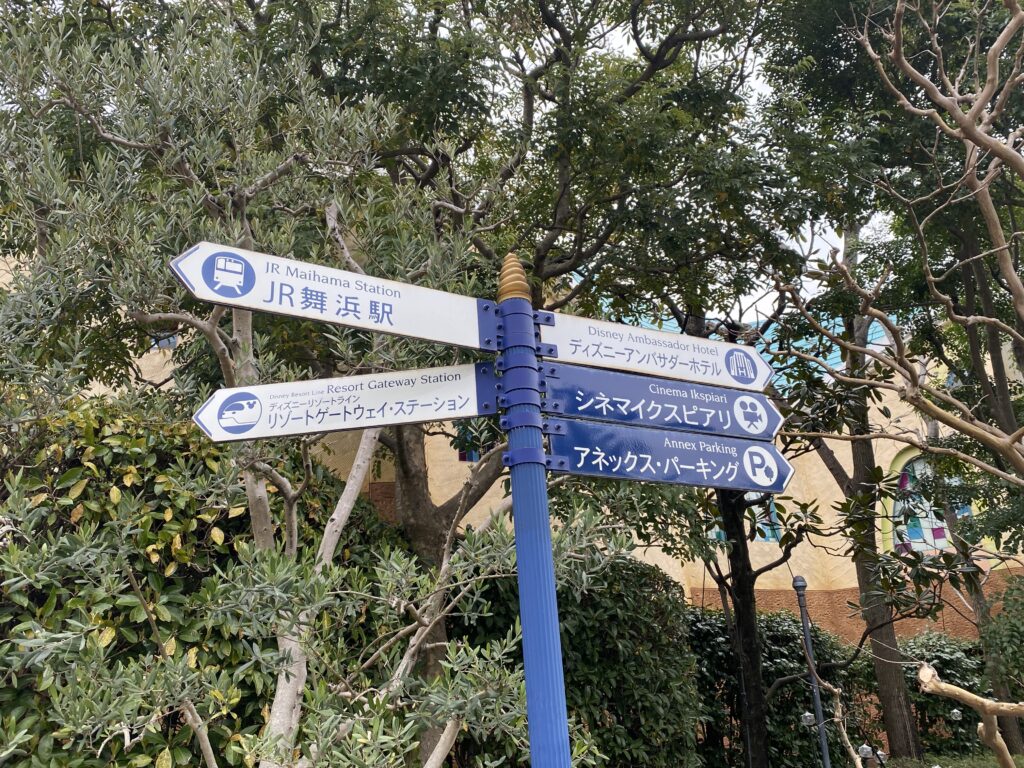 JR Maihama Station
JR舞浜駅
Disney Resort Line Resort Gateway Station
ディズニーリゾートライン
リゾートゲートウェイ・ステーション
Disney Ambassador Hotel
ディズニーアンバサダーホテル
Cinema Ikspiari
シネマイクスピアリ
Annex Parking
アネックス・パーキング
P